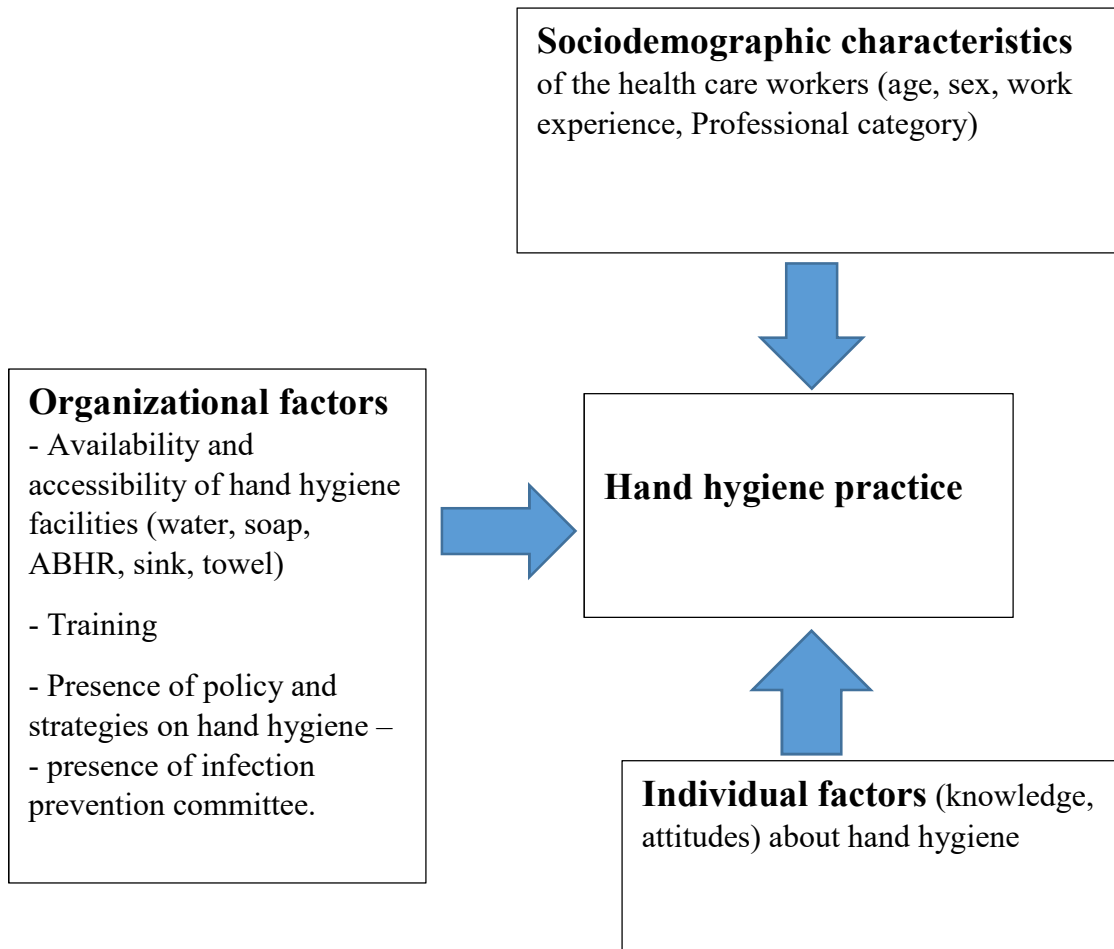 Sociodemographic characteristics
of the health care workers (age, sex, work
experience, Professional category)
Organizational factors
- Availability and
accessibility of hand hygiene
facilities (water, soap,
ABHR, sink, towel)
- Training
- Presence of policy and
strategies on hand hygiene –
- presence of infection
prevention committee.
Hand hygiene practice
Individual factors (knowledge,
attitudes) about hand hygiene